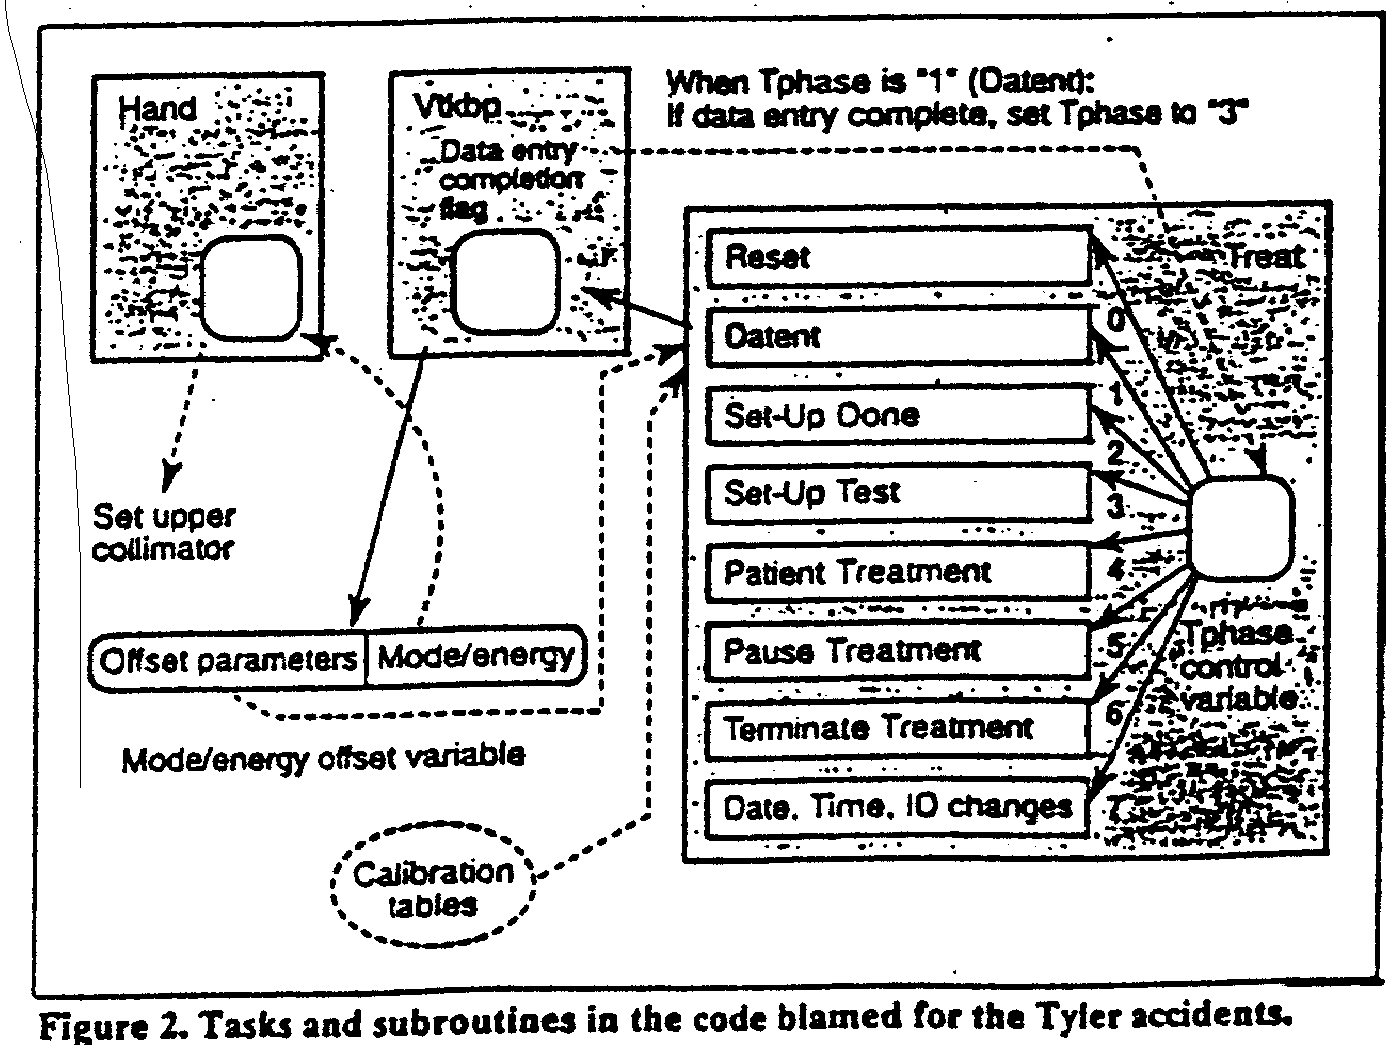 Hand
Vtkbp
Data entry
completion
flag
When Tphase is "1" (Datent):
If data entry complete, set Tphase to "3"
Treat
Reset
Datent
Set-Up Done
Set-Up Test
Patient Treatment
Pause Treatment
Terminate Treatment
Date, Time, ID changes
0
1
2
3
4
5
6
7
Tphase
control
variable
Set upper
collimator
Offset parameters
Mode/energy
Mode/energy offset variable
Calibration
tables
Figure 2. Tasks and subroutines in the code blamed for the Tyler accidents.